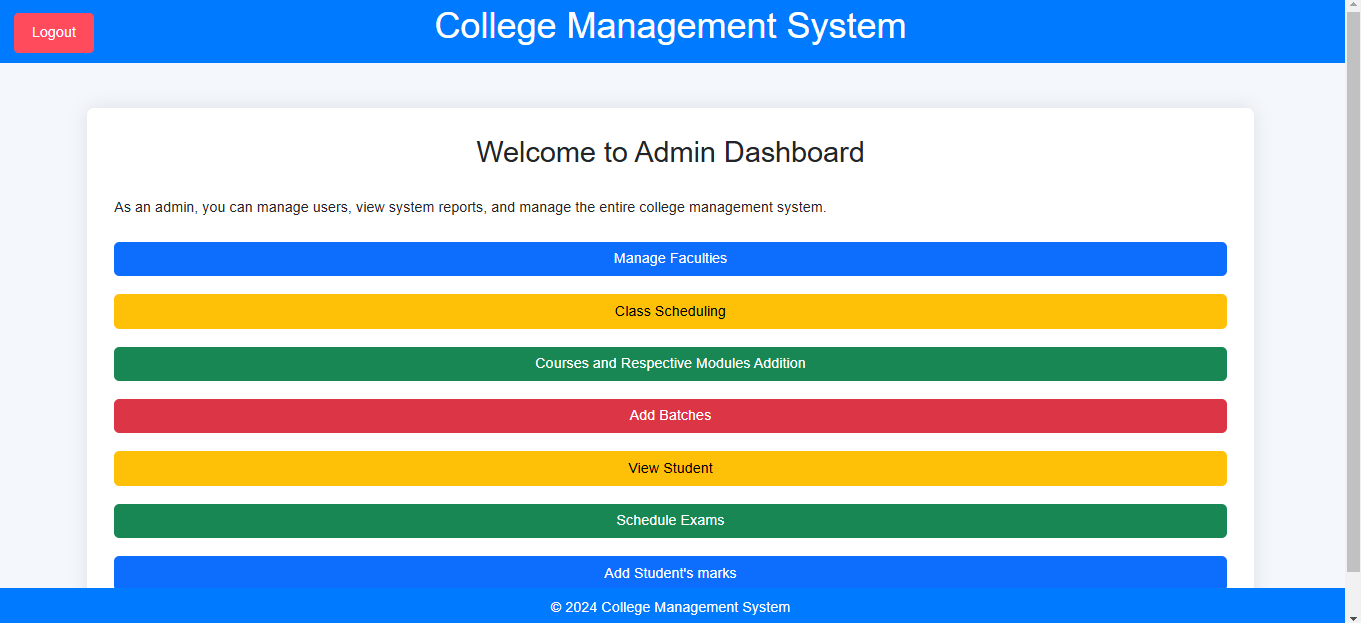 Logout
College Management System
Welcome to Admin Dashboard
As an admin, you can manage users, view system reports, and manage the entire college management system.
Manage Faculties
Class Scheduling
Courses and Respective Modules Addition
Add Batches
View Student
Schedule Exams
Add Student's marks
© 2024 College Management System